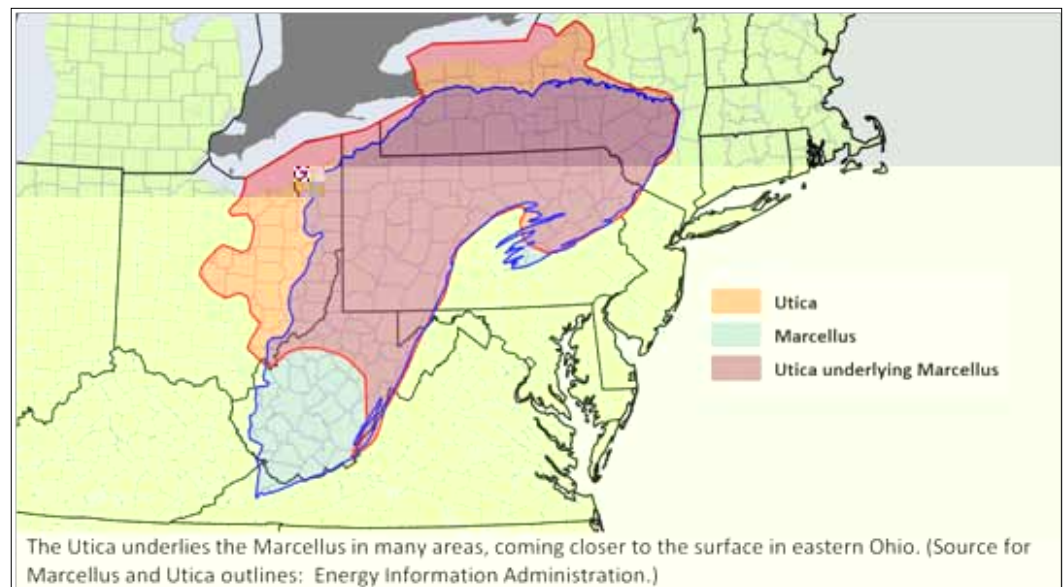 Utica
Marcellus
Utica underlying Marcellus
The Utica underlies the Marcellus in many areas, coming closer to the surface in eastern Ohio. (Source for
Marcellus and Utica outlines:  Energy Information Administration.)